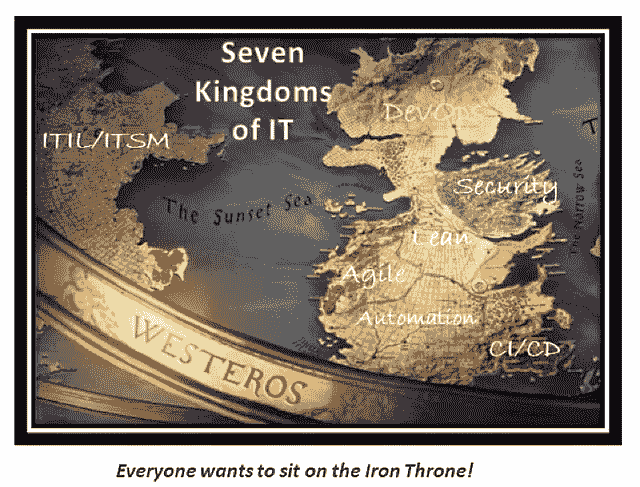 Seven
Kingdoms
of IT
DevOps
ITIL/ITSM
Security
The Sunset Sea
The Narrow Sea
Lean
Agile
Automation
CI/CD
WESTEROS
Everyone wants to sit on the Iron Throne!